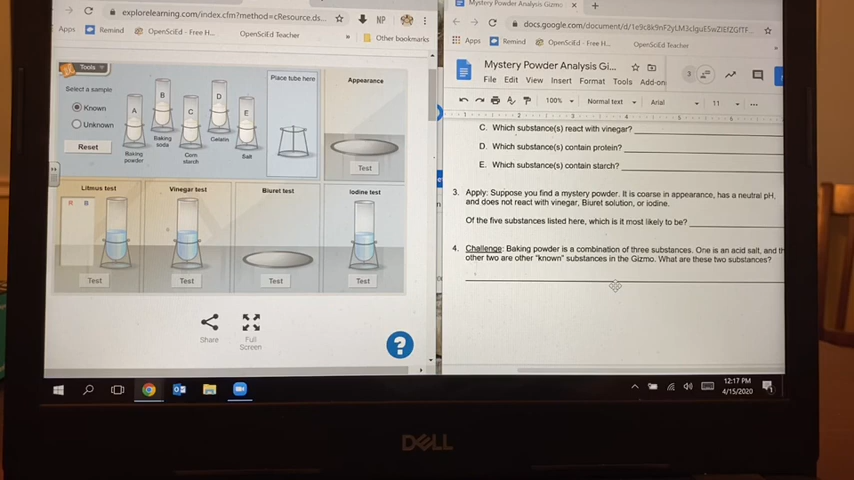 explorelearning.com/index.cfm?method=cResource.ds...
NP
Apps
Remind
OpenSciEd - Free H...
OpenSciEd Teacher
»
Other bookmarks
Tools
Select a sample
Known
Unknown
Reset
A
B
C
D
E
Baking powder
Baking soda
Corn starch
Gelatin
Salt
Place tube here
Appearance
Test
Litmus test
R B
Test
Vinegar test
Test
Biuret test
Test
Iodine test
Test
Share
Full
Screen
?
Mystery Powder Analysis Gizmo
docs.google.com/document/d/1e9c8k9nF2yLM3cIguE5wZIEfZGfTF...
Apps
Remind
OpenSciEd - Free H...
OpenSciEd Teacher
Mystery Powder Analysis Gi...
File Edit View Insert Format Tools Add-on
3
100%
Normal text
Arial
11
C. Which substance(s) react with vinegar?
D. Which substance(s) contain protein?
E. Which substance(s) contain starch?
3. Apply: Suppose you find a mystery powder. It is coarse in appearance, has a neutral pH,
and does not react with vinegar, Biuret solution, or iodine.
Of the five substances listed here, which is it most likely to be?
4. Challenge: Baking powder is a combination of three substances. One is an acid salt, and th
other two are other "known" substances in the Gizmo. What are these two substances?
12:17 PM
4/15/2020
DELL